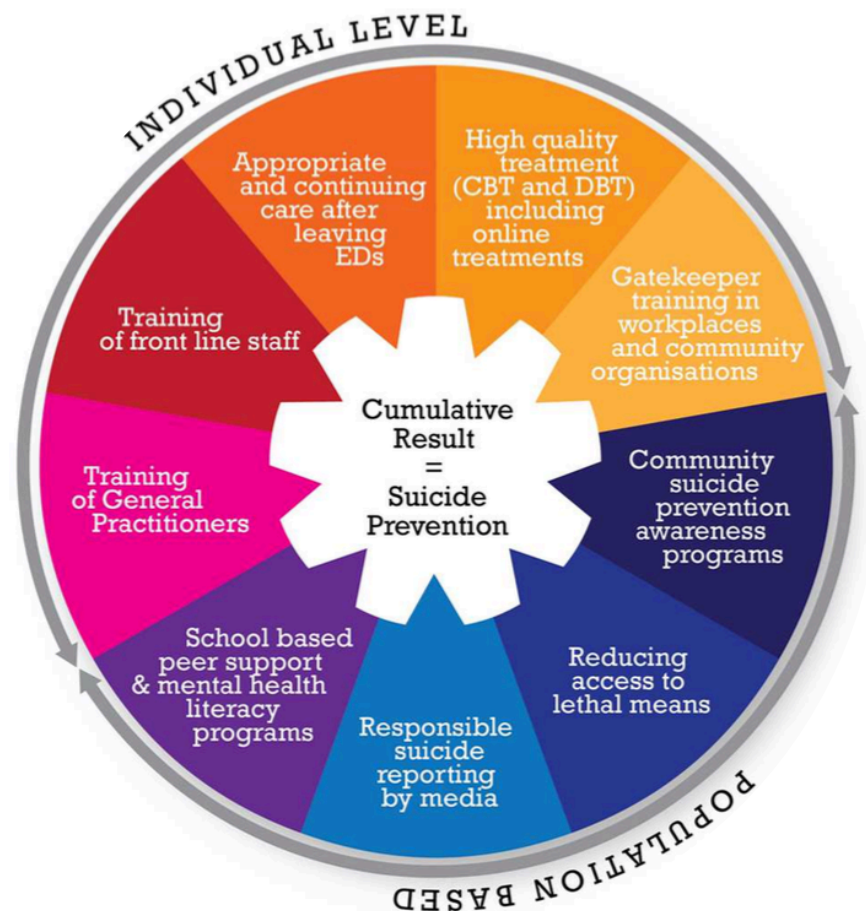 INDIVIDUAL LEVEL
Appropriate
and continuing
care after
leaving
EDs
High quality
treatment
(CBT and DBT)
including
online
treatments
Gatekeeper
training in
workplaces
and community
organisations
Community
suicide
prevention
awareness
programs
Reducing
access to
lethal means
Responsible
suicide
reporting
by media
School based
peer support
& mental health
literacy
programs
Training
of General
Practitioners
Training
of front line staff
Cumulative
Result
=
Suicide
Prevention
POPULATION BASED